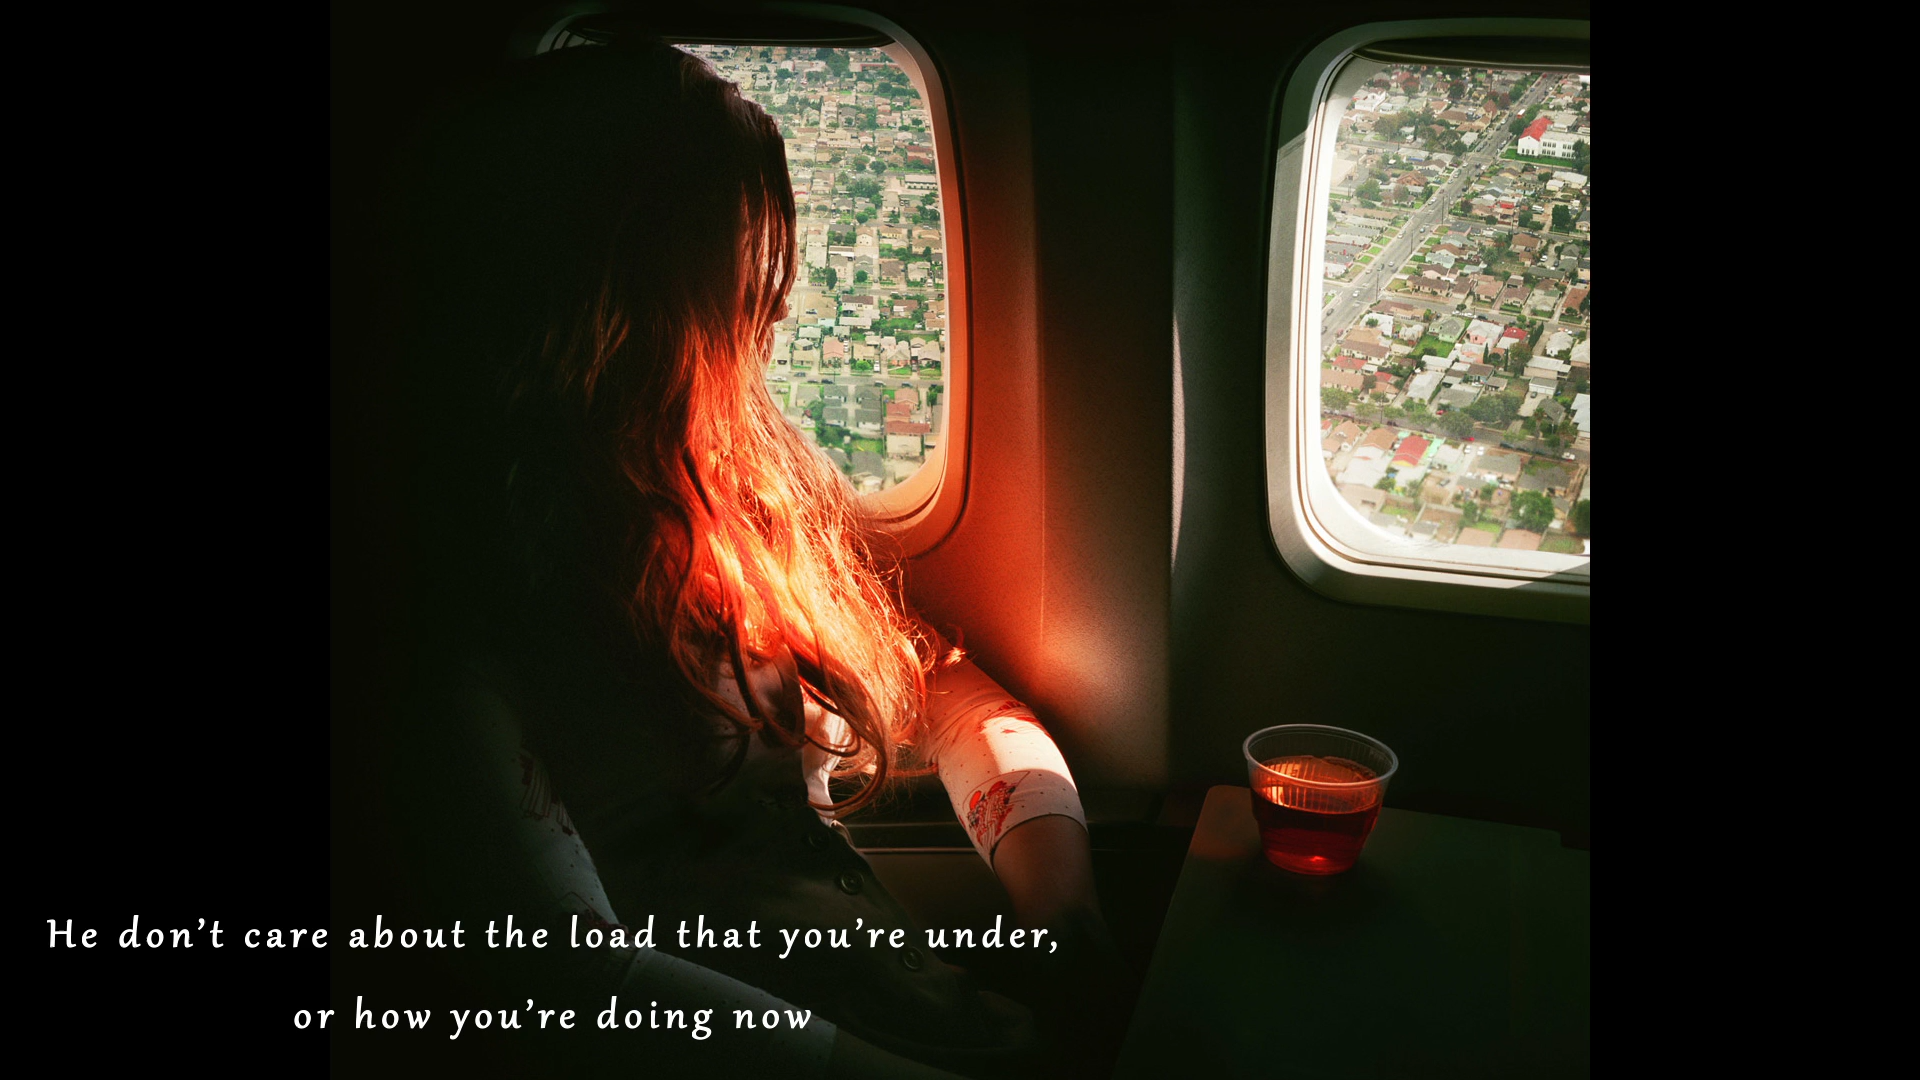 He don’t care about the load that you’re under,
or how you’re doing now